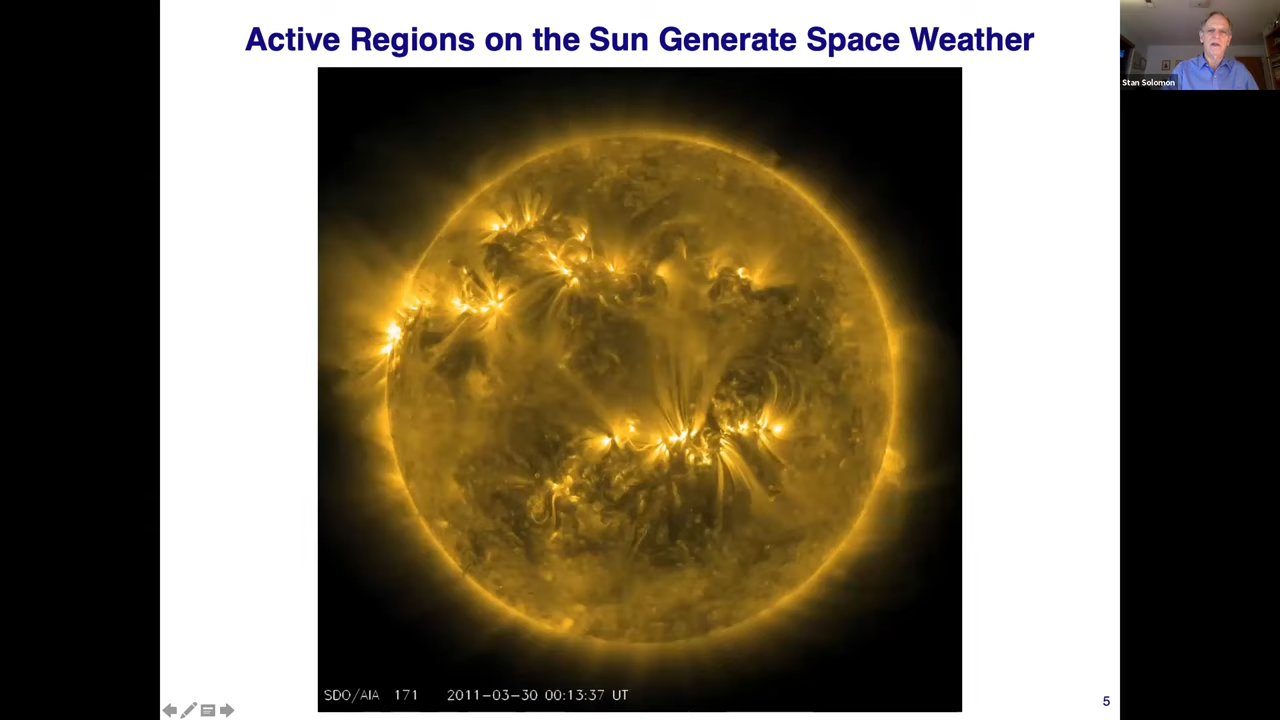 Active Regions on the Sun Generate Space Weather
Stan Solomon
SDO/AIA 171 2011-03-30 00:13:37 UT
5